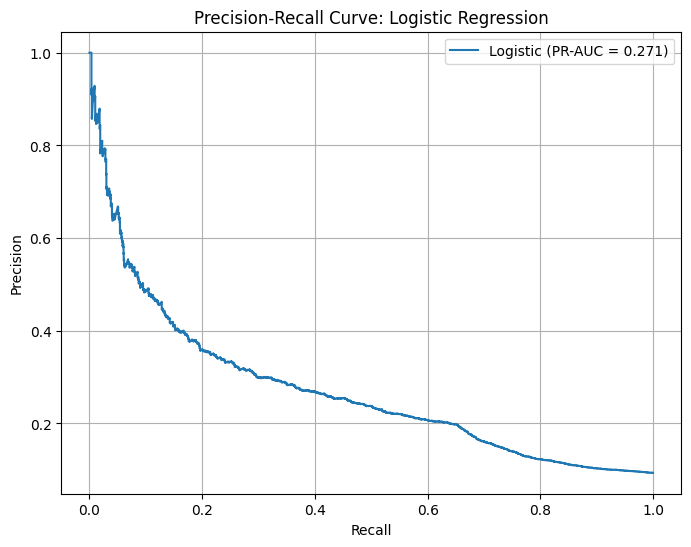 Precision-Recall Curve: Logistic Regression
Logistic (PR-AUC = 0.271)
1.0
0.8
0.6
0.4
0.2
Precision
0.0 0.2 0.4 0.6 0.8 1.0
Recall